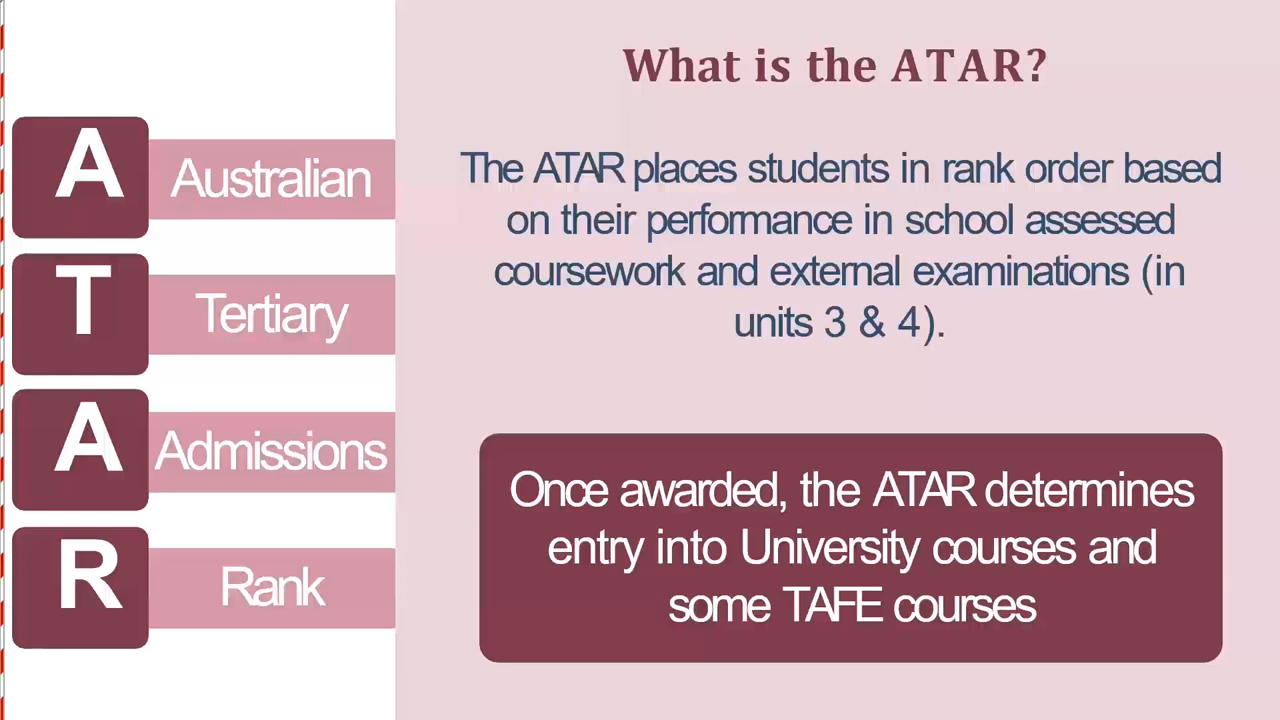 A
Australian
T
Tertiary
A
Admissions
R
Rank
What is the ATAR?
The ATAR places students in rank order based
on their performance in school assessed
coursework and external examinations (in
units 3 & 4).
Once awarded, the ATAR determines
entry into University courses and
some TAFE courses